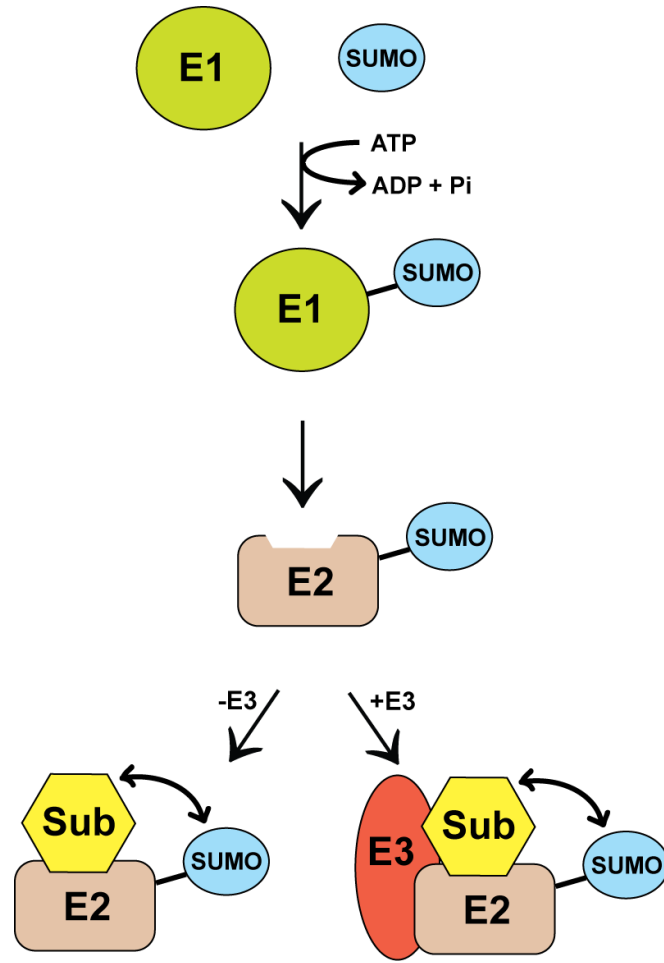 E1
SUMO
ATP
ADP + Pi
SUMO
E1
SUMO
E2
-E3
+E3
Sub
SUMO
E2
E3
Sub
SUMO
E2